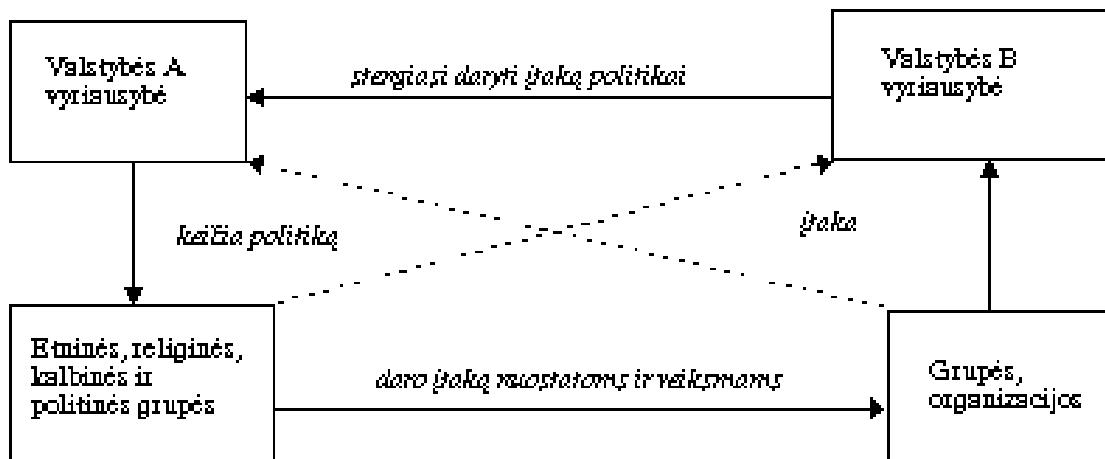 Valstybės A
vyriausybė
stengiasi daryti įtaką politikai
Valstybės B
vyriausybė
keičia politiką
įtaka
Etninės, religinės,
kalbinės ir
politinės grupės
daro įtaką nuostatoms ir veiksmams
Grupės,
organizacijos